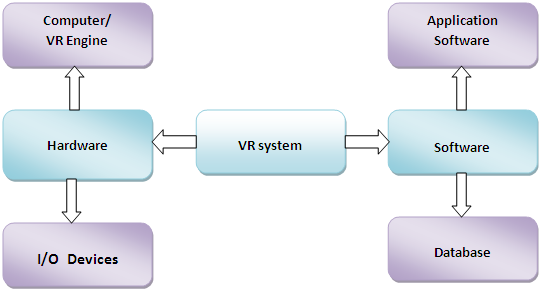 Computer/
VR Engine
Application
Software
Hardware
VR system
Software
I/O Devices
Database